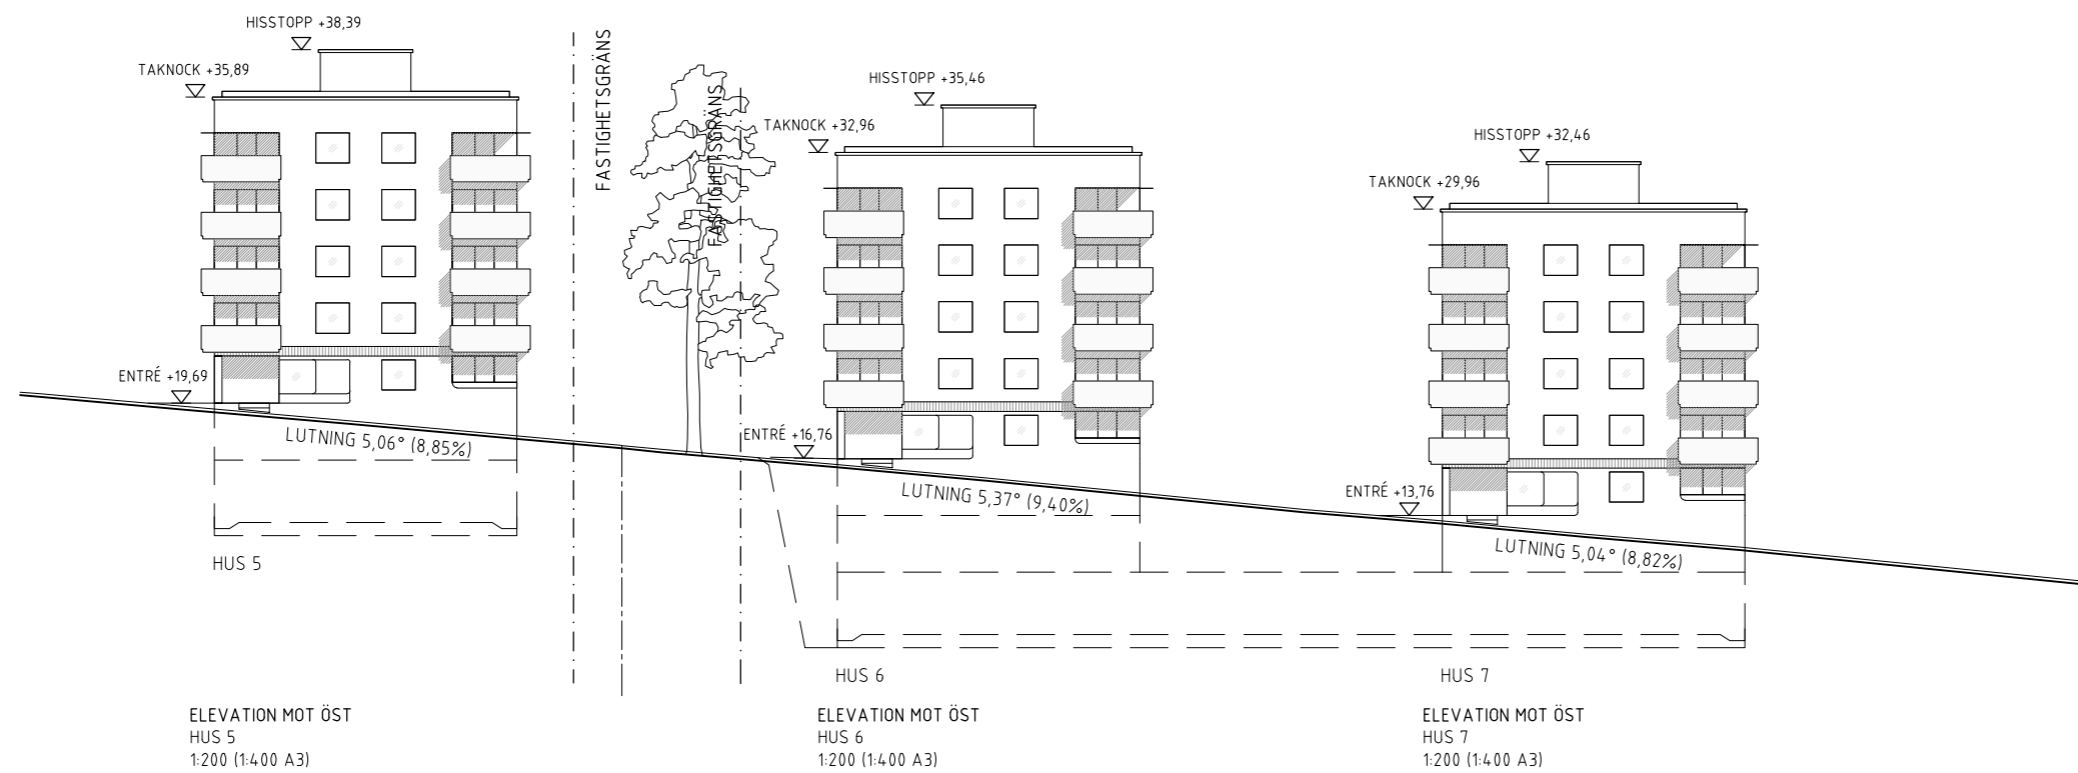 HISSTOPP +38,39
TAKNOCK +35,89
FASTIGHETSGRÄNS
FASTIGHETSGRÄNS
HISSTOPP +35,46
TAKNOCK +32,96
HISSTOPP +32,46
TAKNOCK +29,96
ENTRÉ +19,69
LUTNING 5,06° (8,85%)
ENTRÉ +16,76
LUTNING 5,37° (9,40%)
ENTRÉ +13,76
LUTNING 5,04° (8,82%)
HUS 5
HUS 6
HUS 7
ELEVATION MOT ÖST
HUS 5
1:200 (1:400 A3)
ELEVATION MOT ÖST
HUS 6
1:200 (1:400 A3)
ELEVATION MOT ÖST
HUS 7
1:200 (1:400 A3)